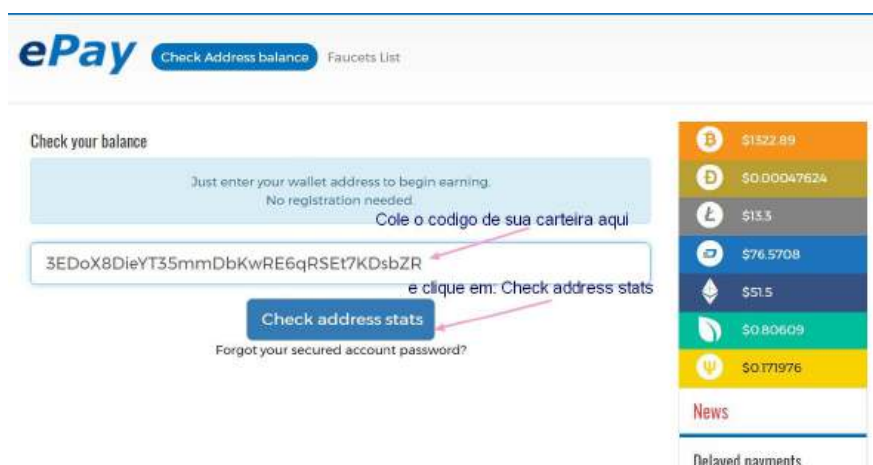 ePay
Check Address balance
Faucets List
Check your balance
Just enter your wallet address to begin earning.
No registration needed.
Cole o codigo de sua carteira aqui
3EDoX8DieYT35mmDbKwRE6qRSEt7KDsbZR
e clique em: Check address stats
Check address stats
Forgot your secured account password?
$1322.89
$0.00047624
$13.3
$76.5708
$51.5
$0.80609
$0.171976
News
Delayed payments